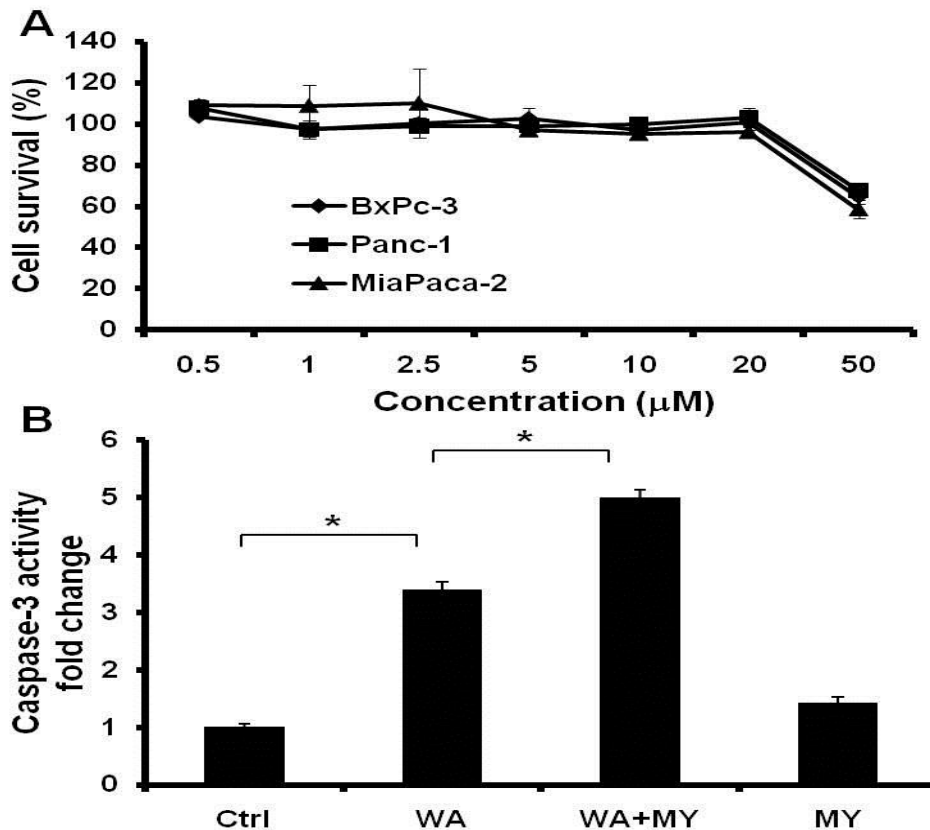 A
Cell survival (%)
140
120
100
80
60
40
20
0
BxPc-3
Panc-1
MiaPaca-2
0.5 1 2.5 5 10 20 50
Concentration (μM)
B
Caspase-3 activity
fold change
6
5
4
3
2
1
0
*
*
Ctrl WA WA+MY MY